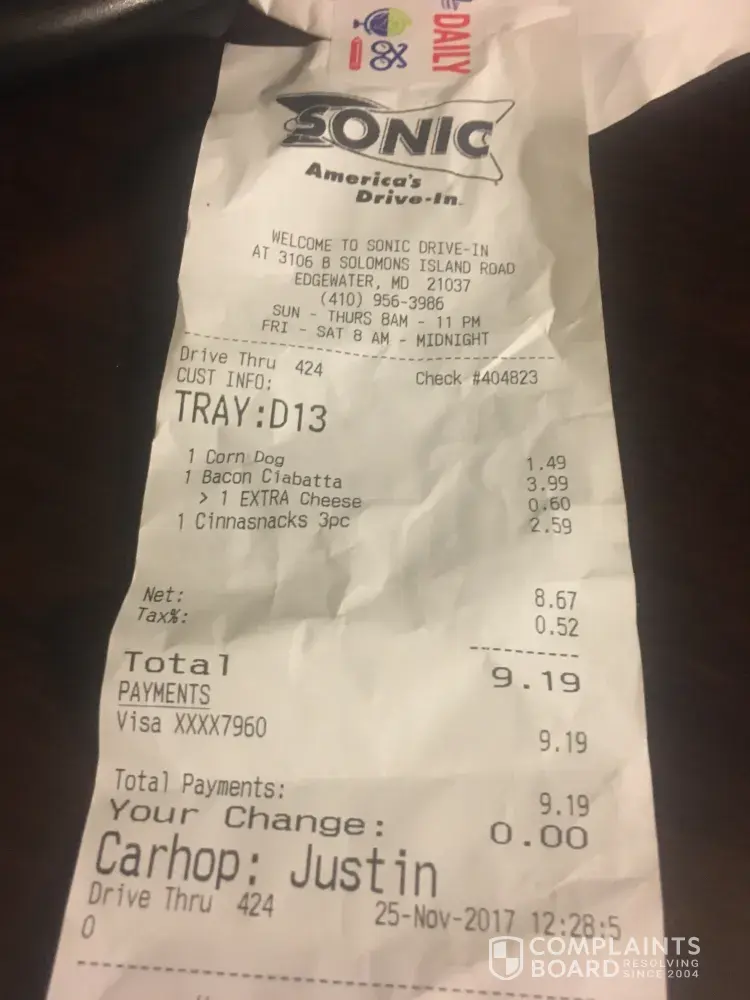 DAILY
SONIC
America's
Drive-In.
WELCOME TO SONIC DRIVE-IN
AT 3106 B SOLOMONS ISLAND ROAD
EDGEWATER, MD 21037
(410) 956-3986
SUN - THURS 8AM - 11 PM
FRI - SAT 8 AM - MIDNIGHT
Drive Thru 424 Check #404823
CUST INFO:
TRAY:D13
1 Corn Dog 1.49
1 Bacon Ciabatta 3.99
> 1 EXTRA Cheese 0.60
1 Cinnasnacks 3pc 2.59
Net: 8.67
Tax%: 0.52
Total 9.19
PAYMENTS
Visa XXXX7960 9.19
Total Payments: 9.19
Your Change: 0.00
Carhop: Justin
Drive Thru 424 25-Nov-2017 12:28:5
0
COMPLAINTS
BOARD RESOLVING SINCE 2004